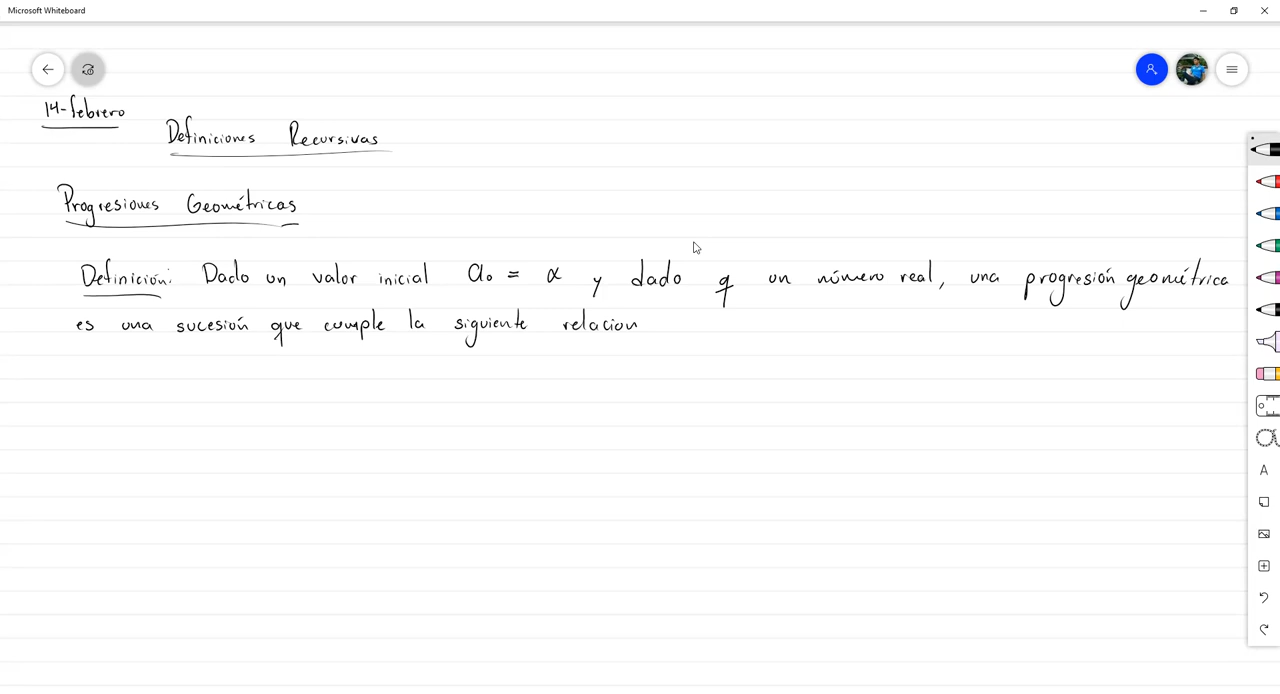 Microsoft Whiteboard
14-febrero
Definiciones Recursivas
Progresiones Geométricas
Definición: Dado un valor inicial a₀ = α y dado q un número real, una progresión geométrica
es una sucesión que cumple la siguiente relacion
A